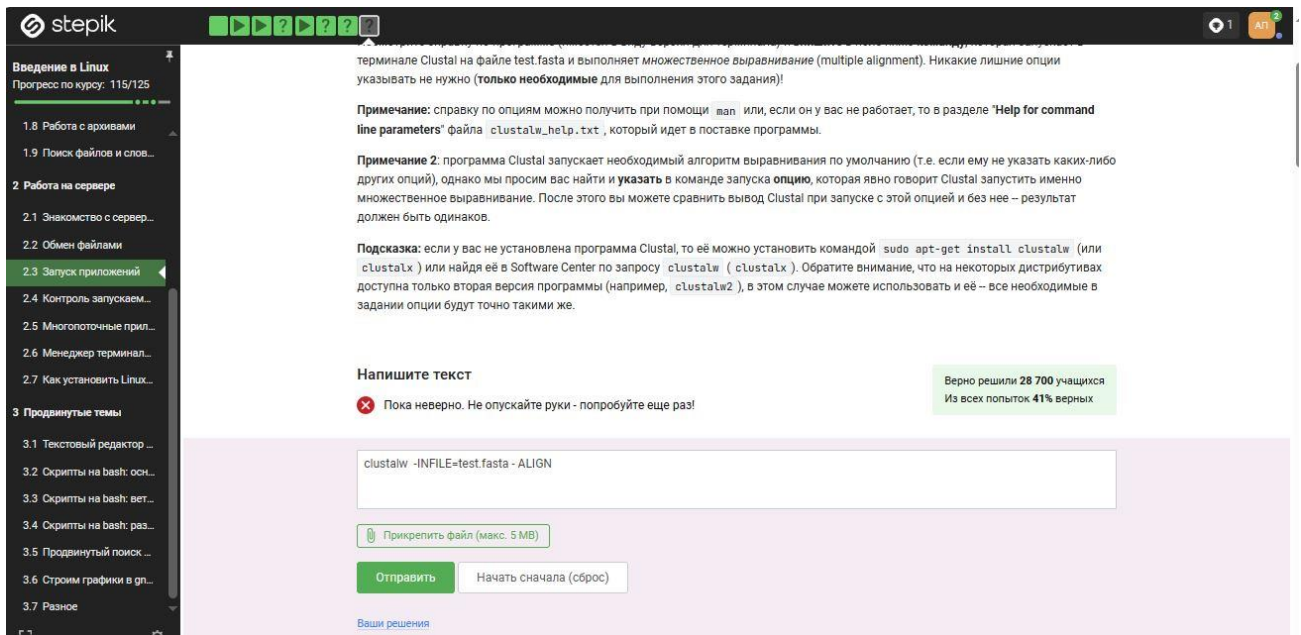 stepik
1
АП
2
Введение в Linux
Прогресс по курсу: 115/125
1.8 Работа с архивами
1.9 Поиск файлов и слов...
2 Работа на сервере
2.1 Знакомство с сервер...
2.2 Обмен файлами
2.3 Запуск приложений
2.4 Контроль запускаем...
2.5 Многопоточные прил...
2.6 Менеджер терминал...
2.7 Как установить Linux...
3 Продвинутые темы
3.1 Текстовый редактор ...
3.2 Скрипты на bash: осн...
3.3 Скрипты на bash: вет...
3.4 Скрипты на bash: раз...
3.5 Продвинутый поиск ...
3.6 Строим графики в gn...
3.7 Разное
терминале Clustal на файле test.fasta и выполняет множественное выравнивание (multiple alignment). Никакие лишние опции
указывать не нужно (только необходимые для выполнения этого задания)!
Примечание: справку по опциям можно получить при помощи man или, если он у вас не работает, то в разделе "Help for command
line parameters" файла clustalw_help.txt , который идет в поставке программы.
Примечание 2: программа Clustal запускает необходимый алгоритм выравнивания по умолчанию (т.е. если ему не указать каких-либо
других опций), однако мы просим вас найти и указать в команде запуска опцию, которая явно говорит Clustal запустить именно
множественное выравнивание. После этого вы можете сравнить вывод Clustal при запуске с этой опцией и без нее – результат
должен быть одинаков.
Подсказка: если у вас не установлена программа Clustal, то её можно установить командой sudo apt-get install clustalw (или
clustalx ) или найдя её в Software Center по запросу clustalw ( clustalx ). Обратите внимание, что на некоторых дистрибутивах
доступна только вторая версия программы (например, clustalw2 ), в этом случае можете использовать и её – все необходимые в
задании опции будут точно такими же.
Напишите текст
Пока неверно. Не опускайте руки - попробуйте еще раз!
Верно решили 28 700 учащихся
Из всех попыток 41% верных
clustalw -INFILE=test.fasta - ALIGN
Прикрепить файл (макс. 5 MB)
Отправить
Начать сначала (сброс)
Ваши решения